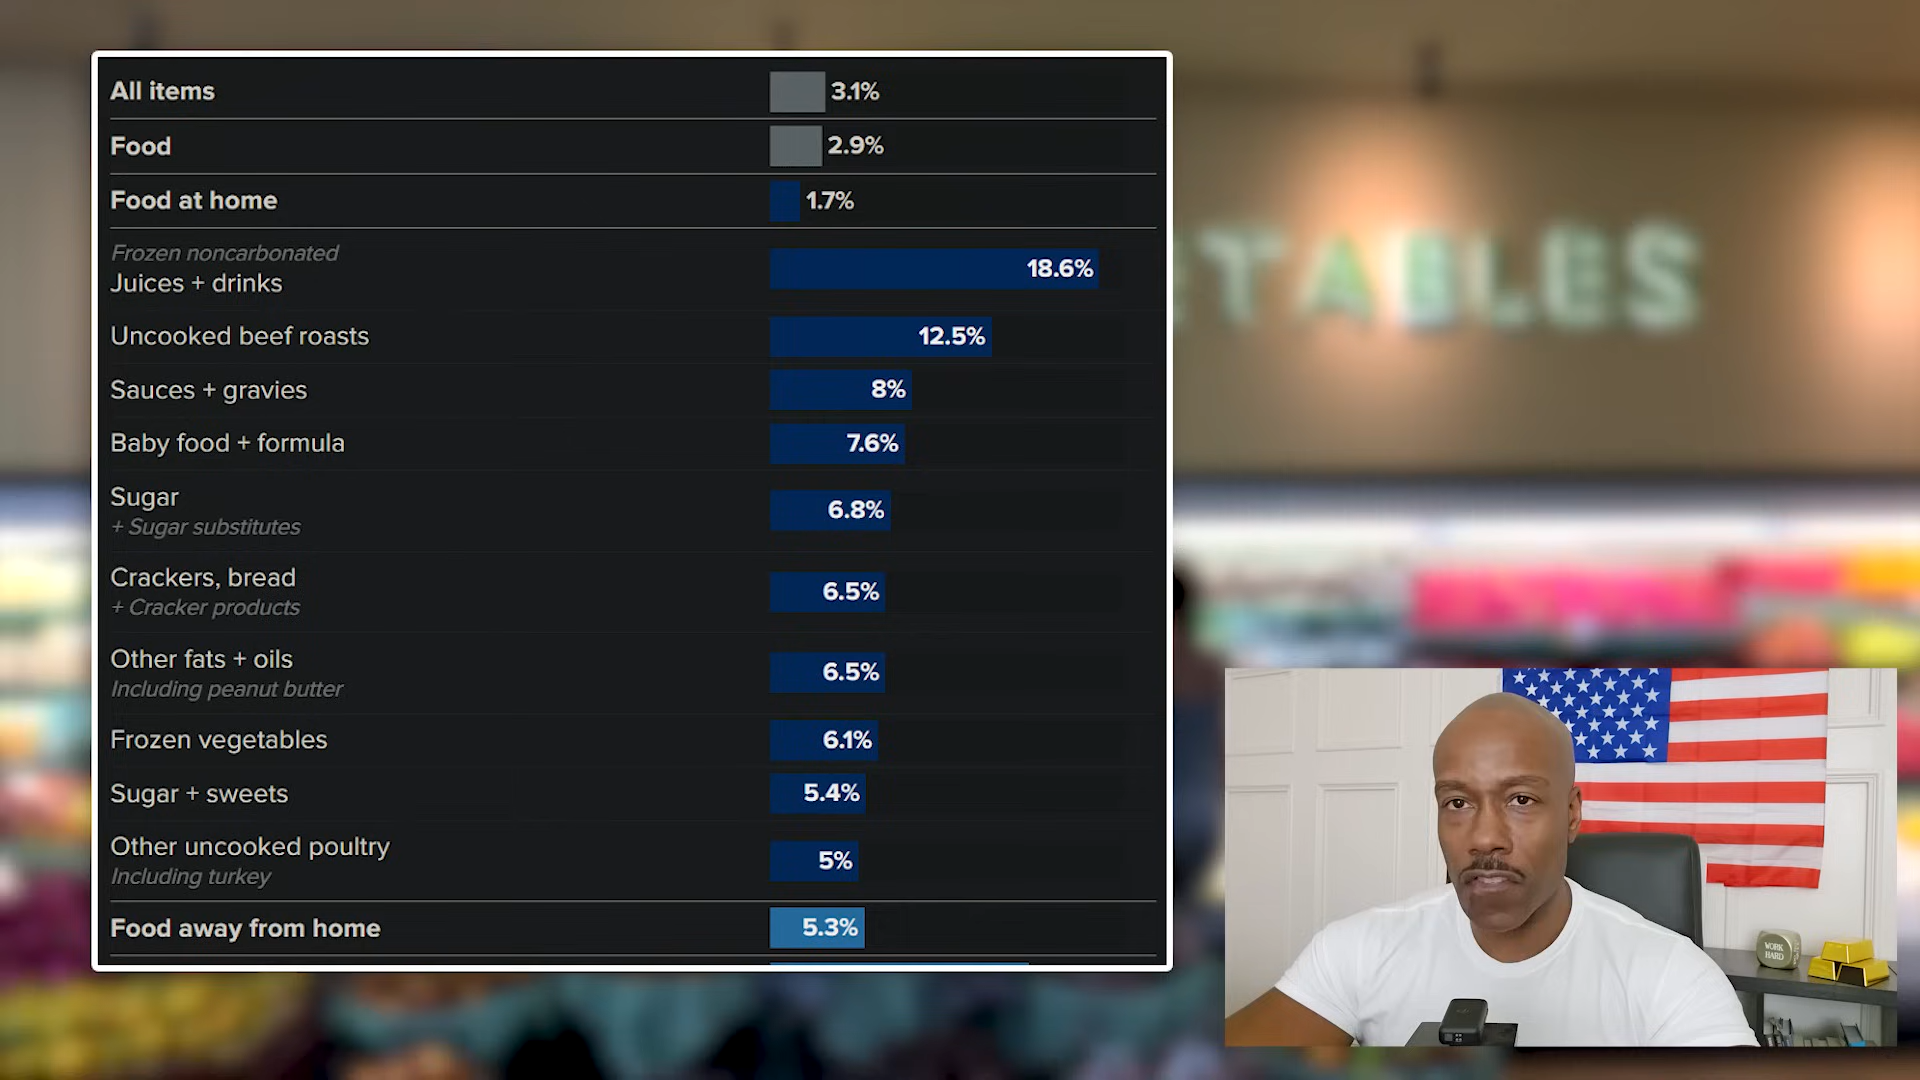 All items 3.1%
Food 2.9%
Food at home 1.7%
Frozen noncarbonated
Juices + drinks 18.6%
Uncooked beef roasts 12.5%
Sauces + gravies 8%
Baby food + formula 7.6%
Sugar
+ Sugar substitutes 6.8%
Crackers, bread
+ Cracker products 6.5%
Other fats + oils
Including peanut butter 6.5%
Frozen vegetables 6.1%
Sugar + sweets 5.4%
Other uncooked poultry
Including turkey 5%
Food away from home 5.3%
ETABLES
WORK
HARD